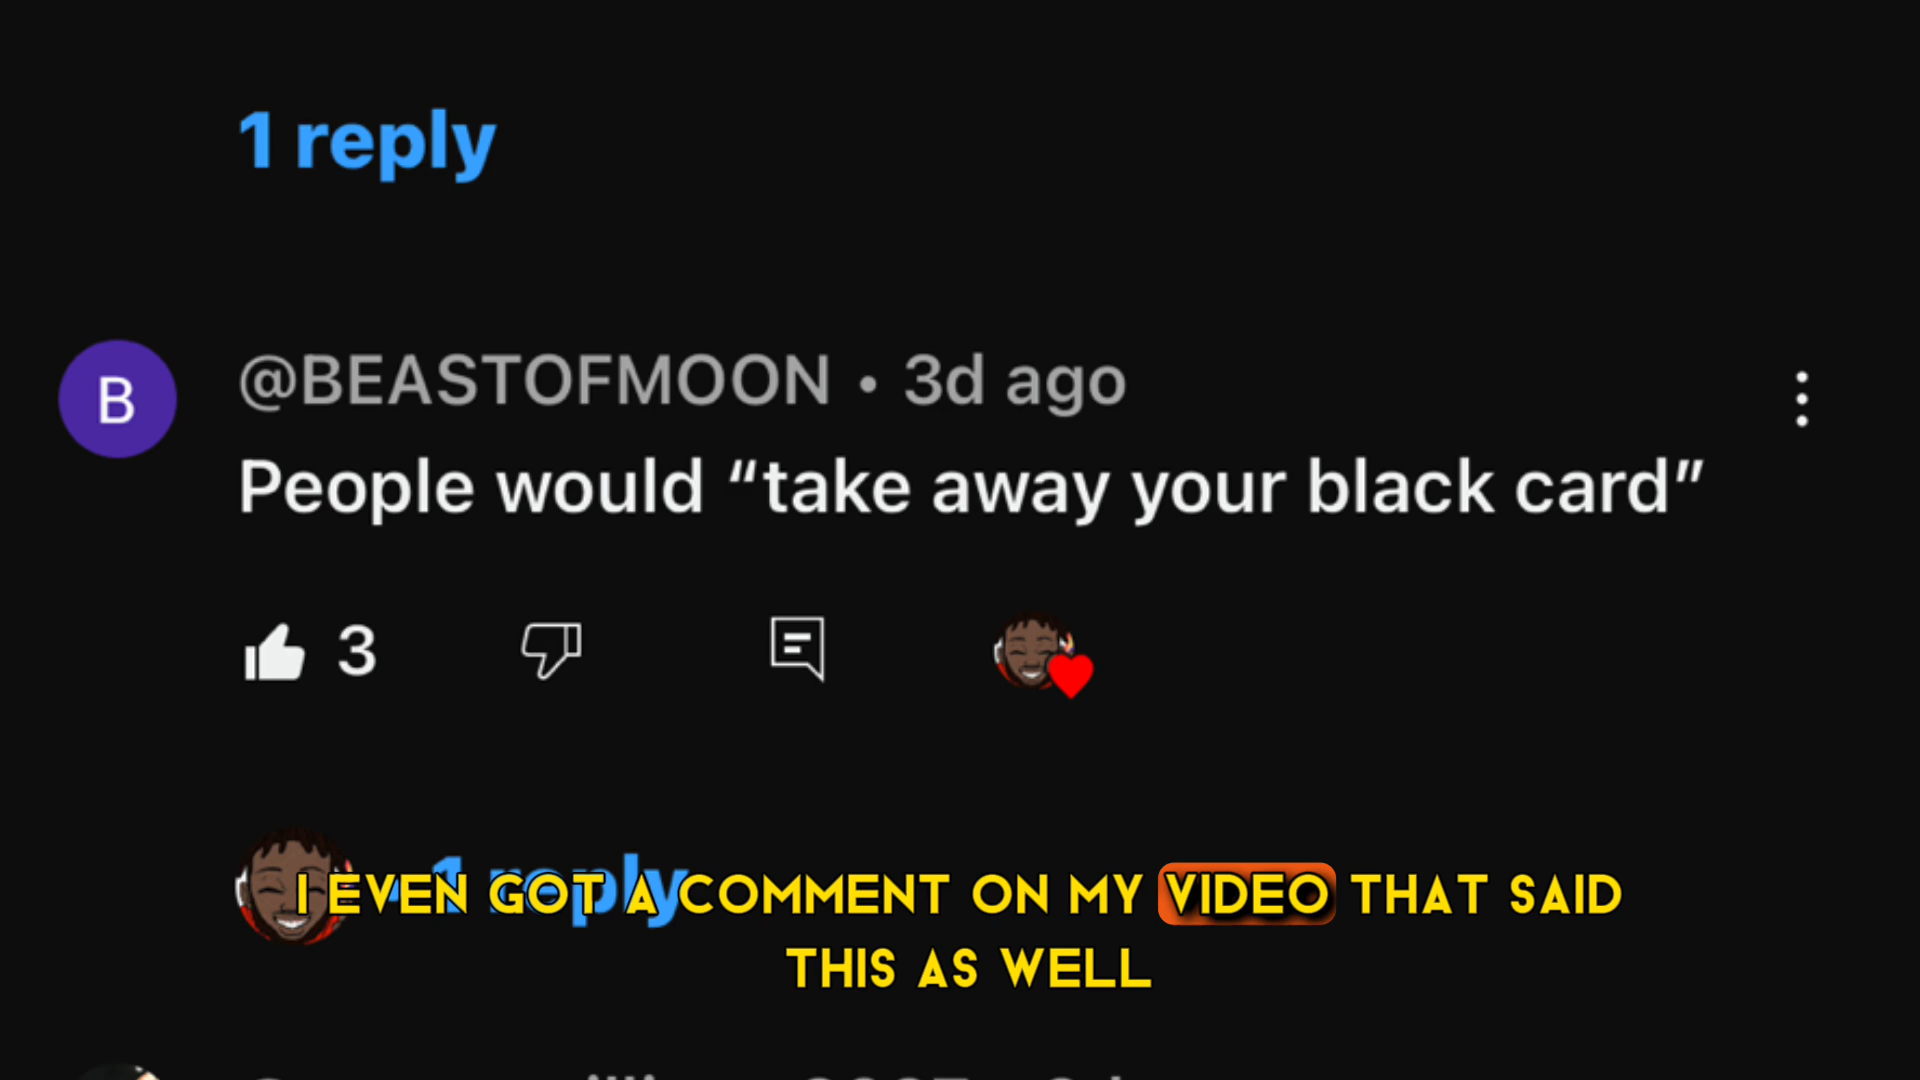 1 reply
B
@BEASTOFMOON • 3d ago
People would “take away your black card”
3
1 reply
I EVEN GOT A COMMENT ON MY VIDEO THAT SAID
THIS AS WELL